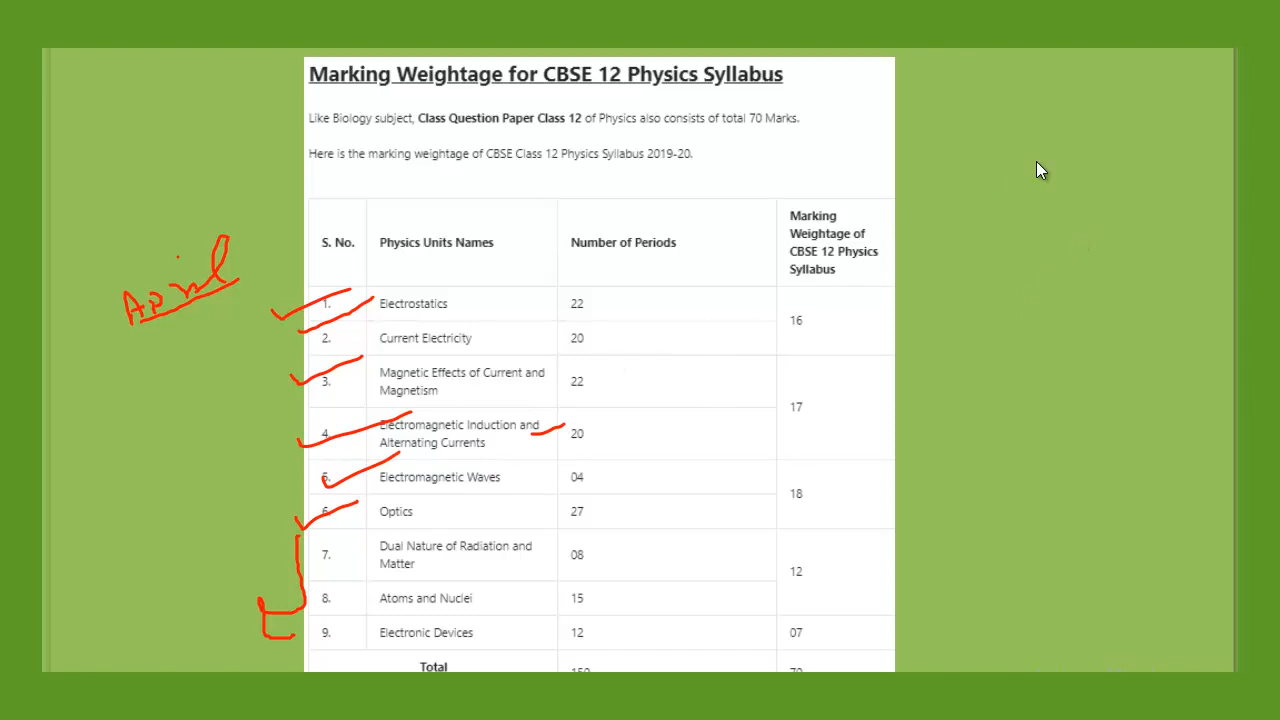 Marking Weightage for CBSE 12 Physics Syllabus
Like Biology subject, Class Question Paper Class 12 of Physics also consists of total 70 Marks.
Here is the marking weightage of CBSE Class 12 Physics Syllabus 2019-20.
S. No. Physics Units Names Number of Periods Marking Weightage of CBSE 12 Physics Syllabus
April
1. Electrostatics 22 16
2. Current Electricity 20
3. Magnetic Effects of Current and Magnetism 22 17
4. Electromagnetic Induction and Alternating Currents 20
5. Electromagnetic Waves 04 18
6. Optics 27
7. Dual Nature of Radiation and Matter 08 12
8. Atoms and Nuclei 15
9. Electronic Devices 12 07
Total